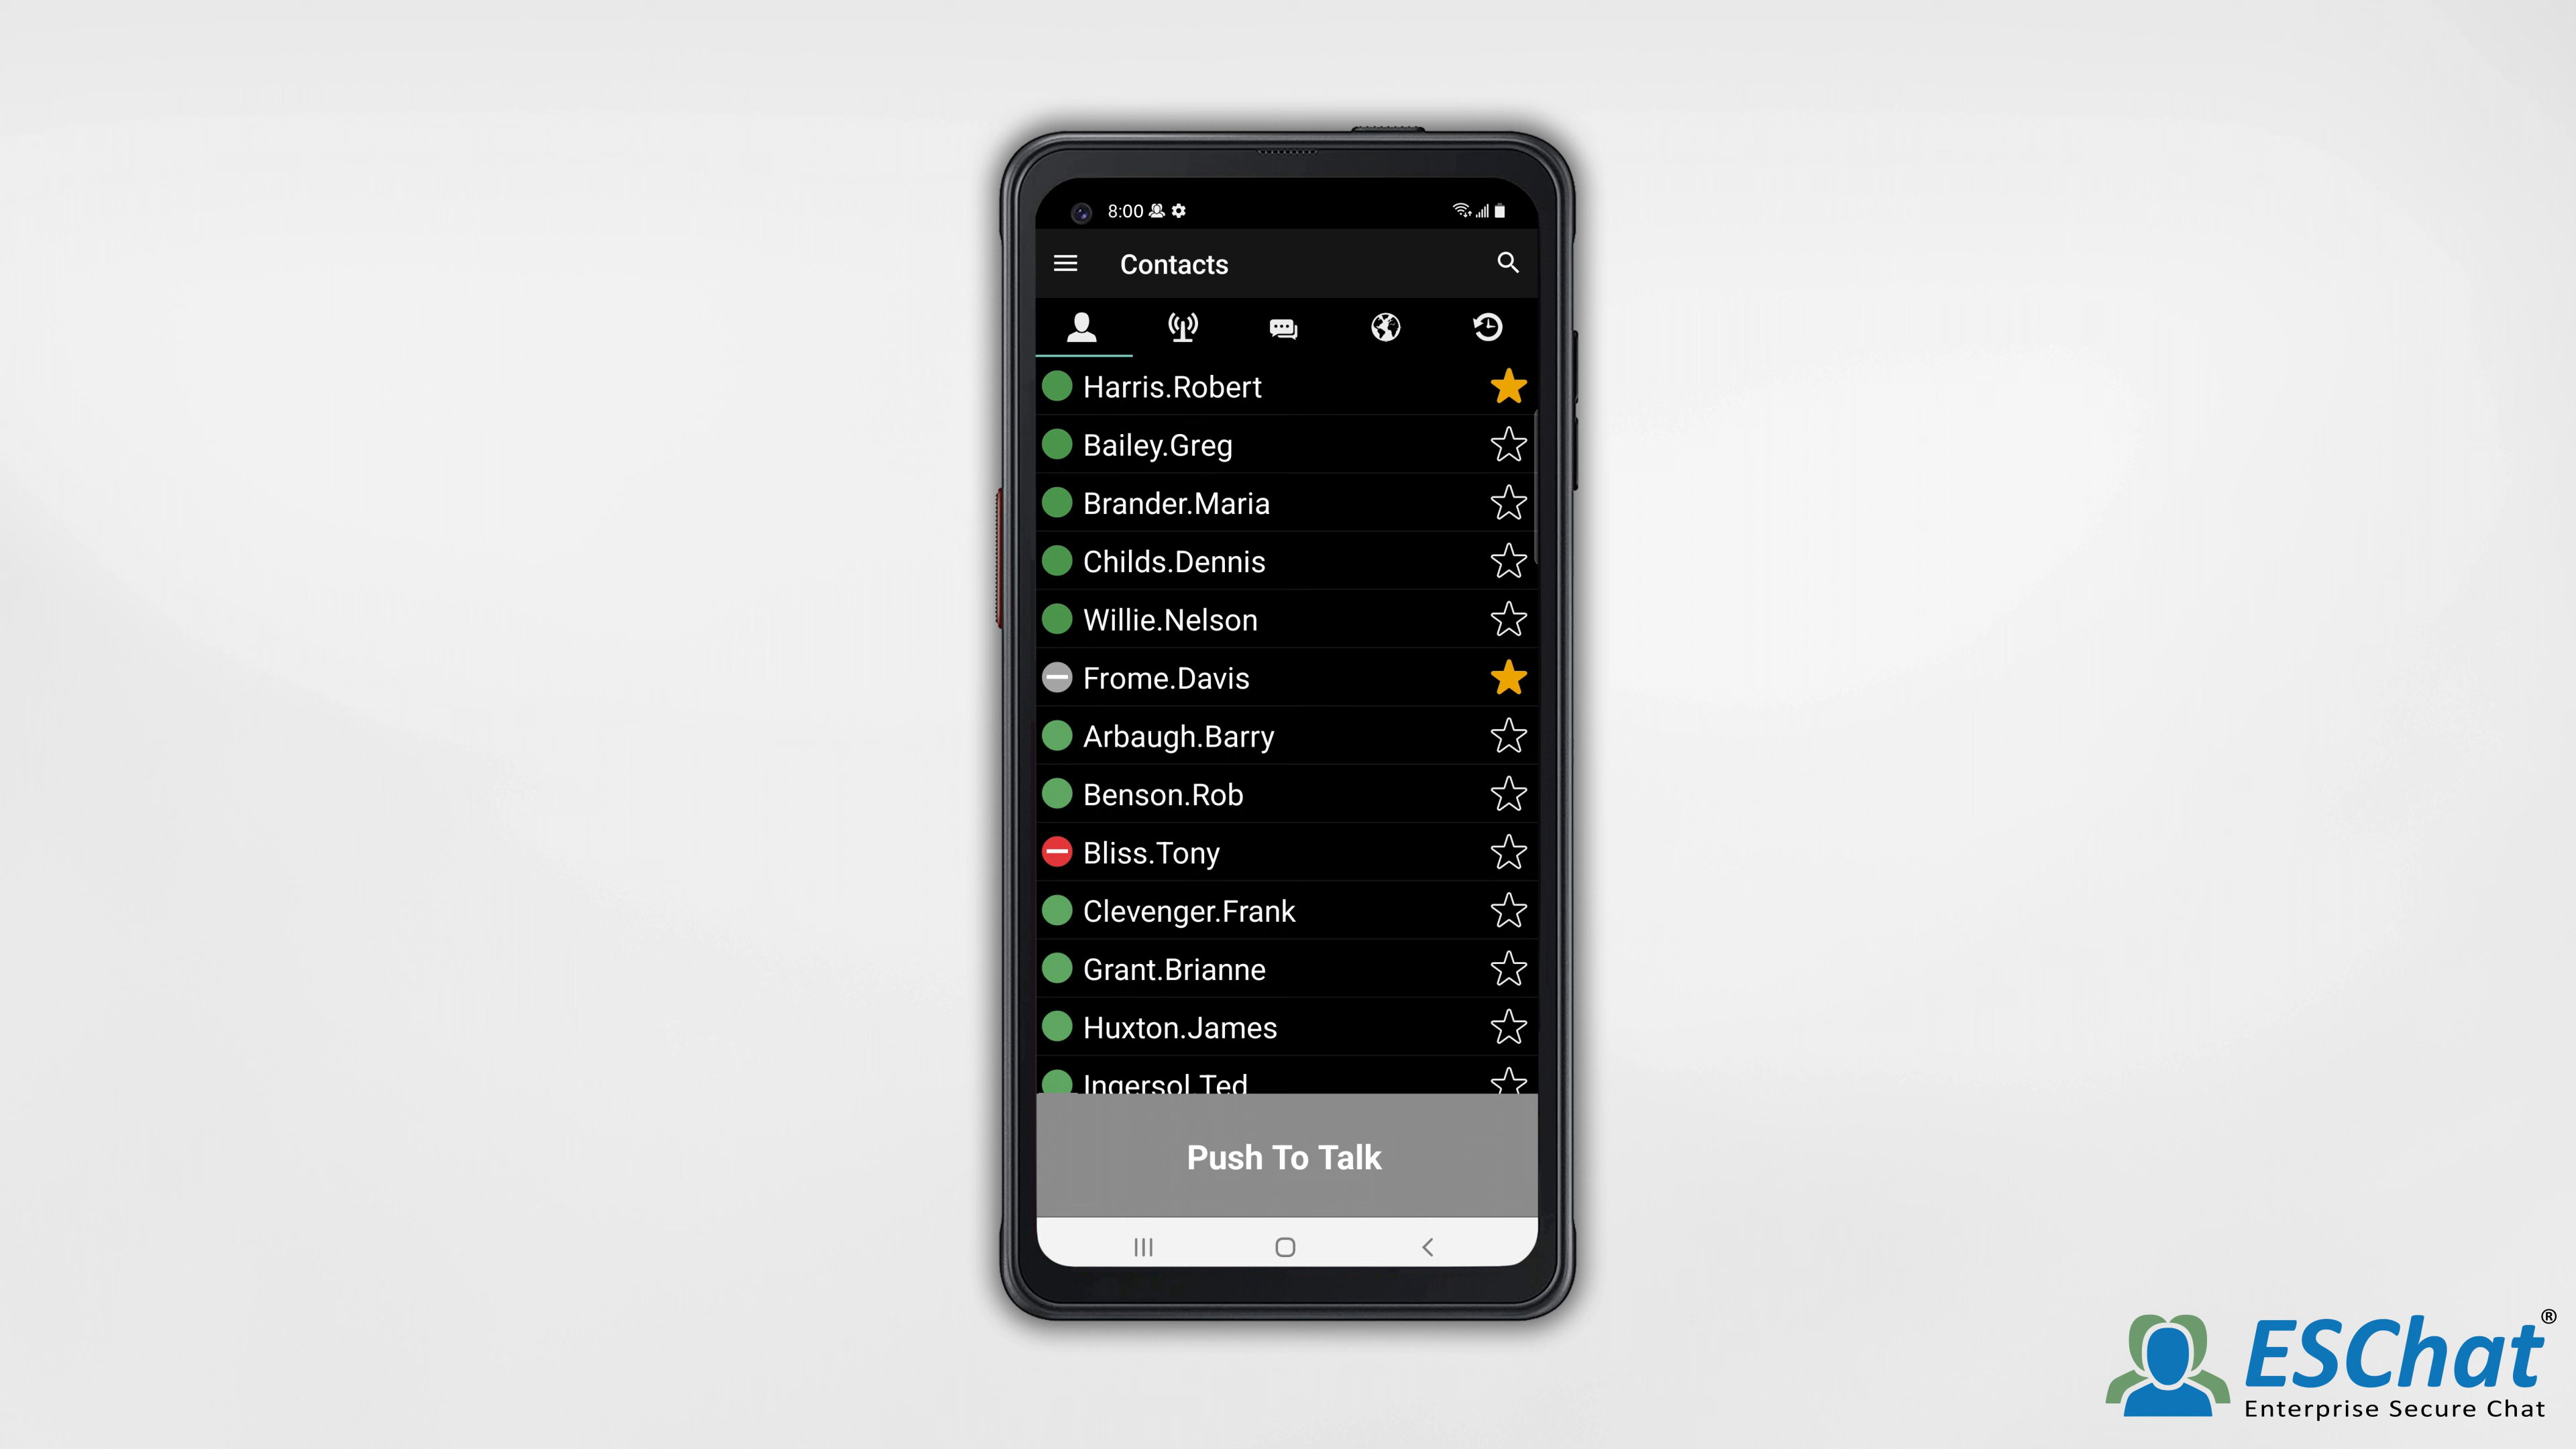 8:00
Contacts
Harris.Robert
Bailey.Greg
Brander.Maria
Childs.Dennis
Willie.Nelson
Frome.Davis
Arbaugh.Barry
Benson.Rob
Bliss.Tony
Clevenger.Frank
Grant.Brianne
Huxton.James
Ingersol.Ted
Push To Talk
ESChat®
Enterprise Secure Chat